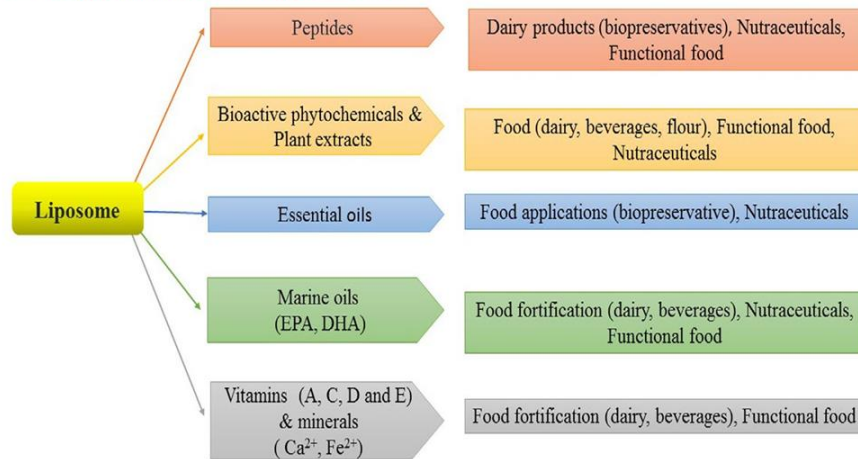 Liposome
Peptides
Dairy products (biopreservatives), Nutraceuticals,
Functional food
Bioactive phytochemicals &
Plant extracts
Food (dairy, beverages, flour), Functional food,
Nutraceuticals
Essential oils
Food applications (biopreservative), Nutraceuticals
Marine oils
(EPA, DHA)
Food fortification (dairy, beverages), Nutraceuticals,
Functional food
Vitamins (A, C, D and E)
& minerals
( Ca²⁺, Fe²⁺)
Food fortification (dairy, beverages), Functional food